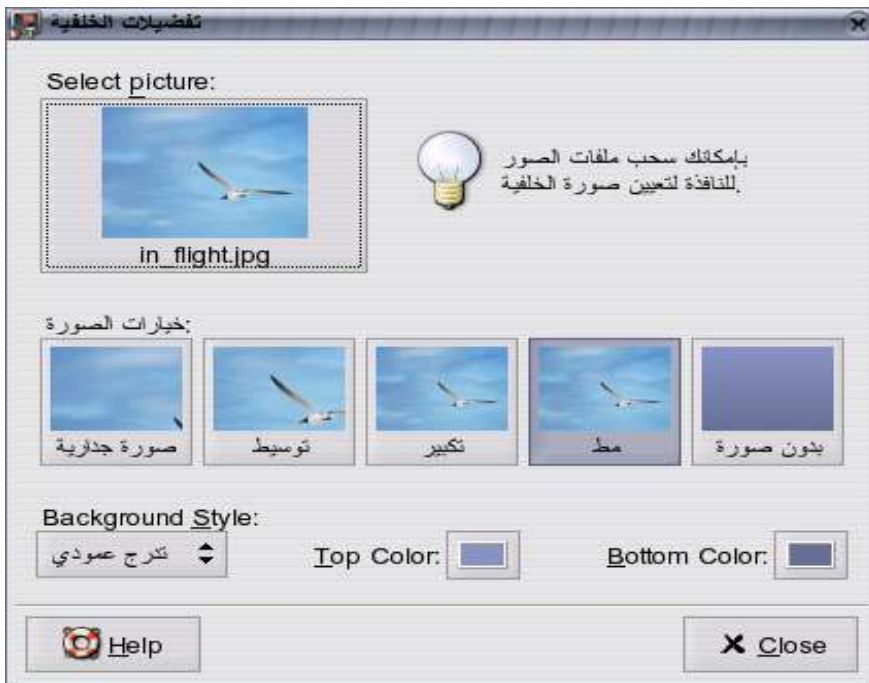 تفضيلات الخلفية
Select picture:
in_flight.jpg
بإمكانك سحب ملفات الصور
للنافذة لتعيين صورة الخلفية.
خيارات الصورة:
صورة جدارية
توسيط
تكبير
مط
بدون صورة
Background Style:
تدرج عمودي
Top Color:
Bottom Color:
Help
Close